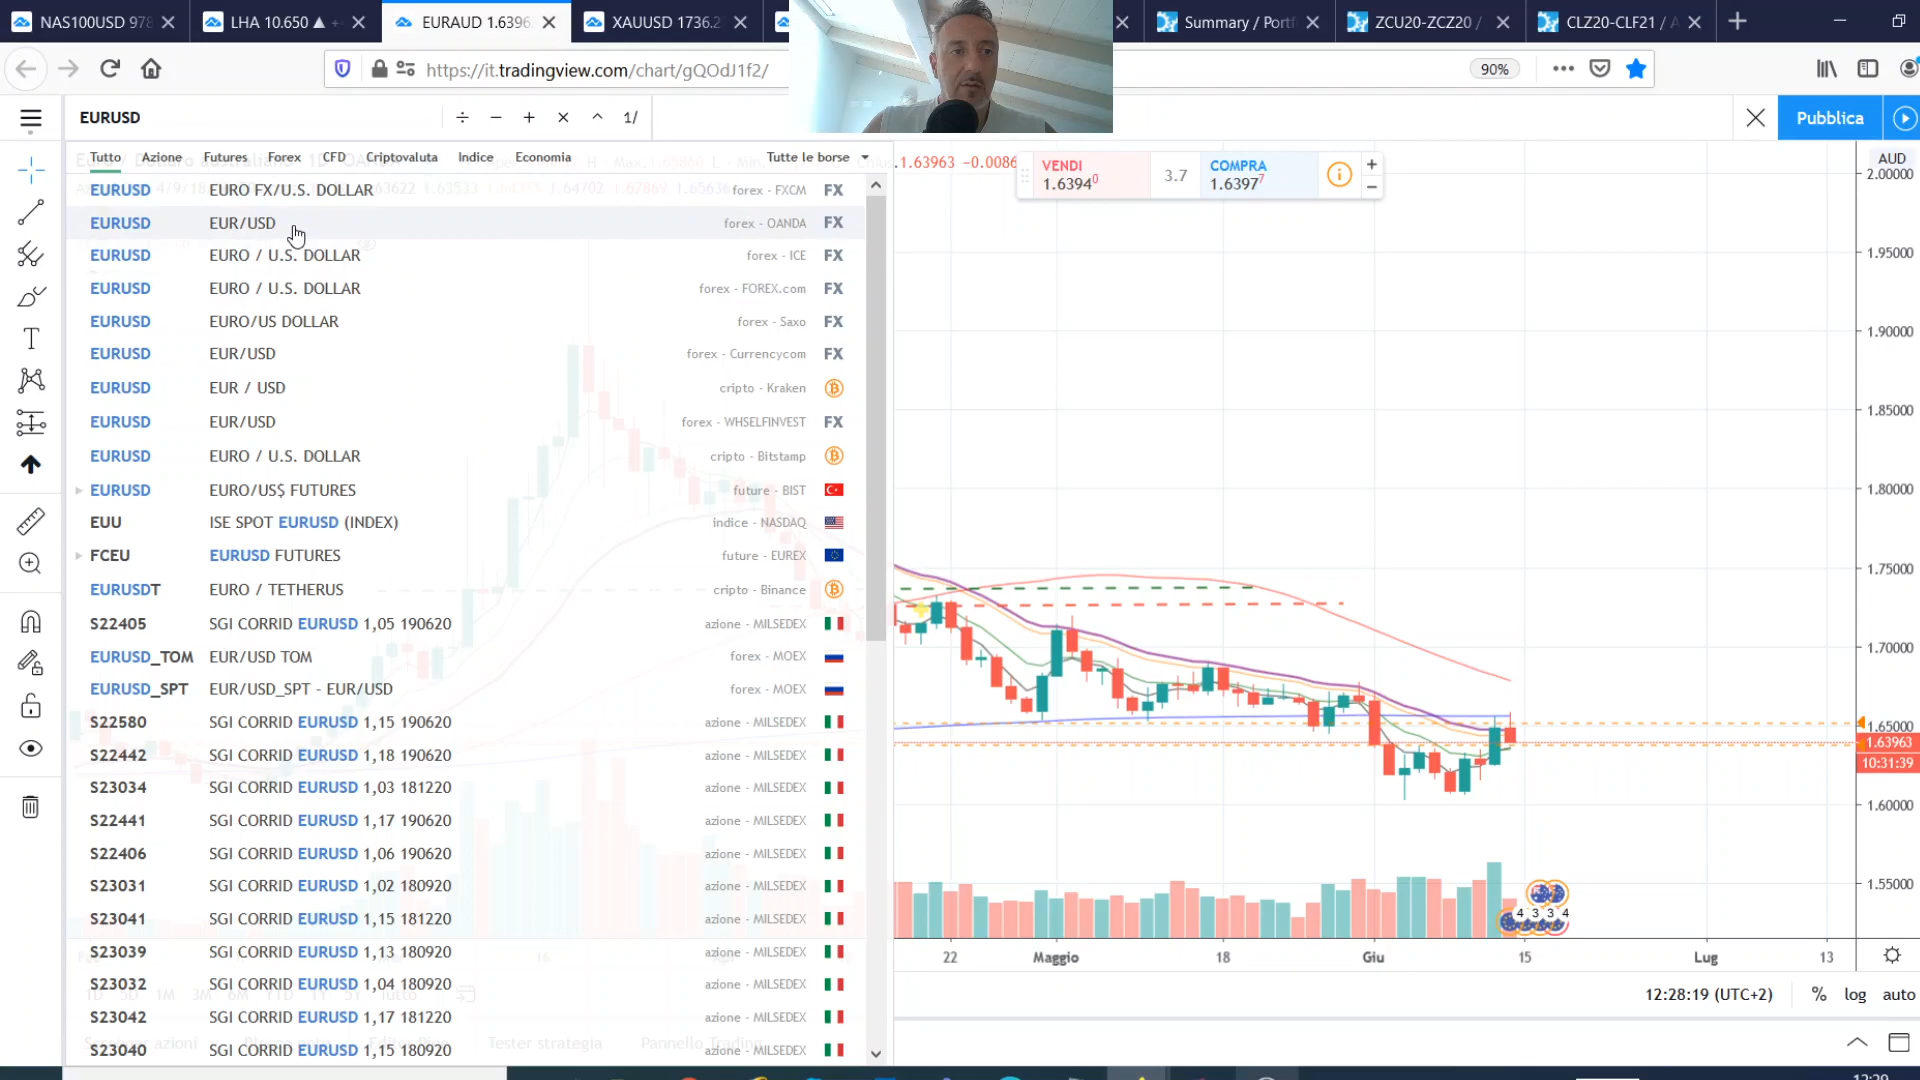 NAS100USD 978
LHA 10.650 ▲ +
EURAUD 1.6396
XAUUSD 1736.2
Summary / Portf
ZCU20-ZCZ20 /
CLZ20-CLF21 / A
https://it.tradingview.com/chart/gQOdJ1f2/
90%
EURUSD
÷ − + × ^ 1/
Pubblica
Tutto Azione Futures Forex CFD Criptovaluta Indice Economia Tutte le borse
1.63963 −0.0086
VENDI
1.6394⁰
3.7
COMPRA
1.6397⁷
EURUSD EURO FX/U.S. DOLLAR forex - FXCM FX
EURUSD EUR/USD forex - OANDA FX
EURUSD EURO / U.S. DOLLAR forex - ICE FX
EURUSD EURO / U.S. DOLLAR forex - FOREX.com FX
EURUSD EURO/US DOLLAR forex - Saxo FX
EURUSD EUR/USD forex - Currencycom FX
EURUSD EUR / USD cripto - Kraken
EURUSD EUR/USD forex - WHSELFINVEST FX
EURUSD EURO / U.S. DOLLAR cripto - Bitstamp
EURUSD EURO/US$ FUTURES future - BIST
EUU ISE SPOT EURUSD (INDEX) indice - NASDAQ
FCEU EURUSD FUTURES future - EUREX
EURUSDT EURO / TETHERUS cripto - Binance
S22405 SGI CORRID EURUSD 1,05 190620 azione - MILSEDEX
EURUSD_TOM EUR/USD TOM forex - MOEX
EURUSD_SPT EUR/USD_SPT - EUR/USD forex - MOEX
S22580 SGI CORRID EURUSD 1,15 190620 azione - MILSEDEX
S22442 SGI CORRID EURUSD 1,18 190620 azione - MILSEDEX
S23034 SGI CORRID EURUSD 1,03 181220 azione - MILSEDEX
S22441 SGI CORRID EURUSD 1,17 190620 azione - MILSEDEX
S22406 SGI CORRID EURUSD 1,06 190620 azione - MILSEDEX
S23031 SGI CORRID EURUSD 1,02 180920 azione - MILSEDEX
S23041 SGI CORRID EURUSD 1,15 181220 azione - MILSEDEX
S23039 SGI CORRID EURUSD 1,13 180920 azione - MILSEDEX
S23032 SGI CORRID EURUSD 1,04 180920 azione - MILSEDEX
S23042 SGI CORRID EURUSD 1,17 181220 azione - MILSEDEX
S23040 SGI CORRID EURUSD 1,15 180920 azione - MILSEDEX
Tester strategia Pannello Trading
AUD
2.00000
1.95000
1.90000
1.85000
1.80000
1.75000
1.70000
1.65000
1.63963
10:31:39
1.60000
1.55000
4 3 3 4
22 Maggio 18 Giu 15 Lug 13
12:28:19 (UTC+2) % log auto